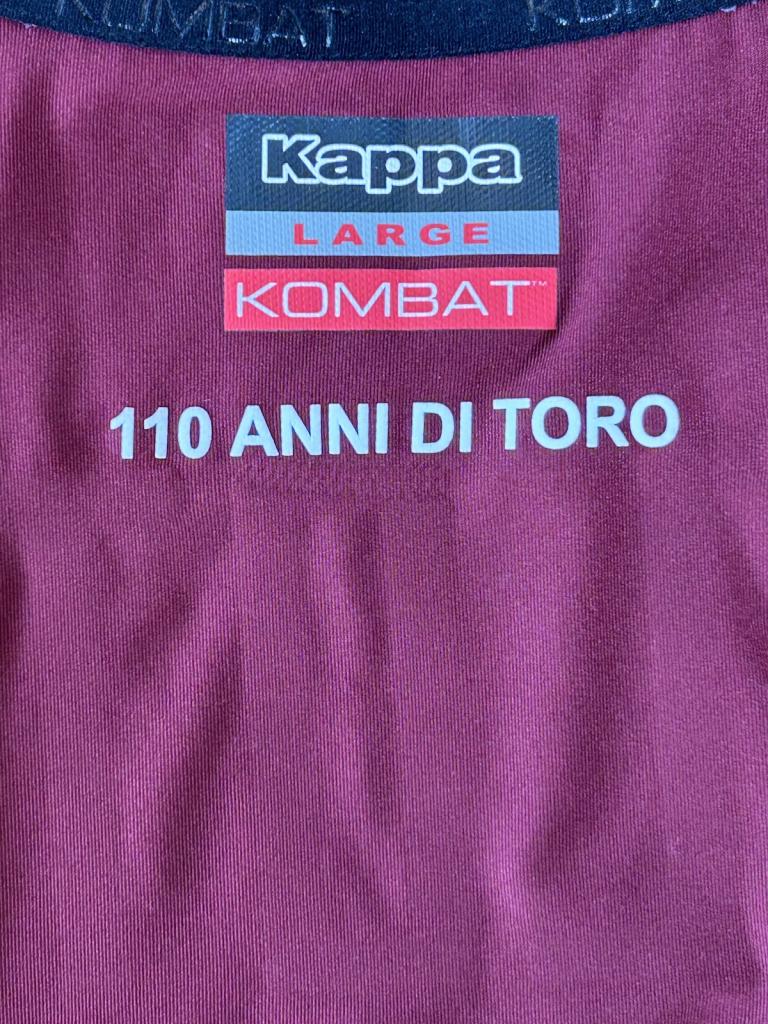 KOMBAT
Kappa
LARGE
KOMBAT™
110 ANNI DI TORO